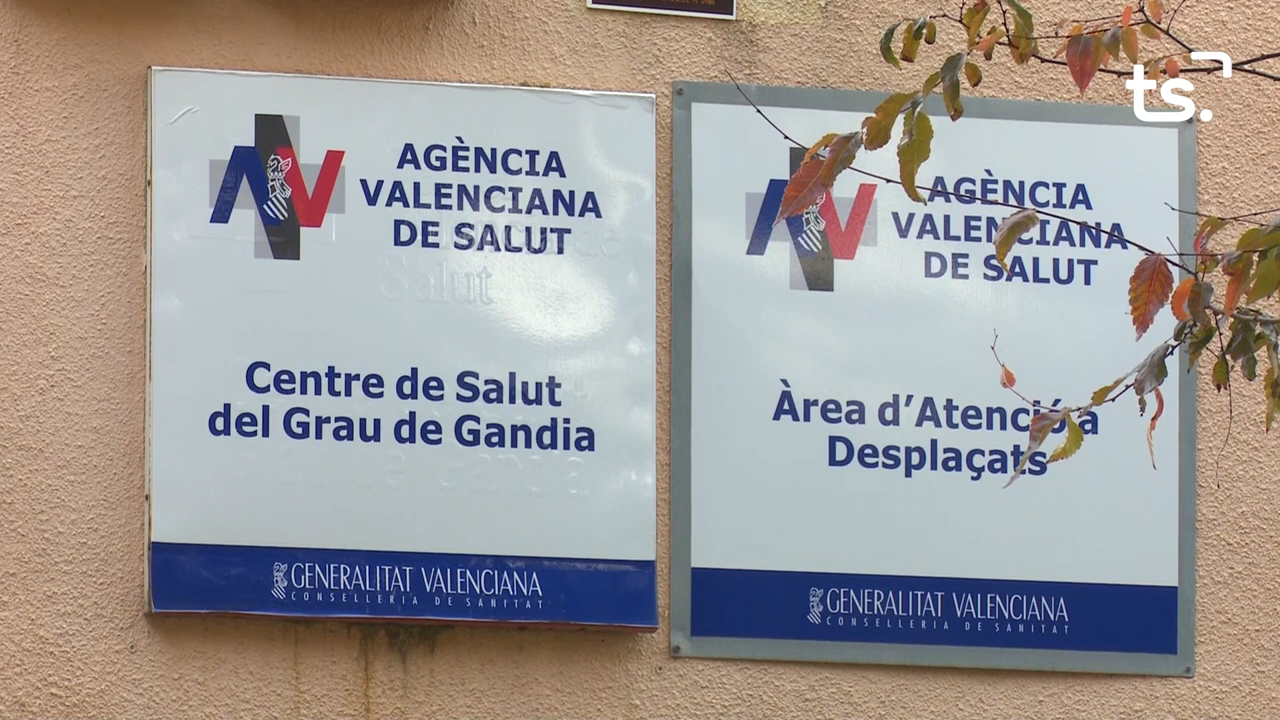 ts.
AGÈNCIA
VALENCIANA
DE SALUT
Salut
Centre de Salut
del Grau de Gandia
GENERALITAT VALENCIANA
CONSELLERIA DE SANITAT
AGÈNCIA
VALENCIANA
DE SALUT
Àrea d'Atenció a
Desplaçats
GENERALITAT VALENCIANA
CONSELLERIA DE SANITAT